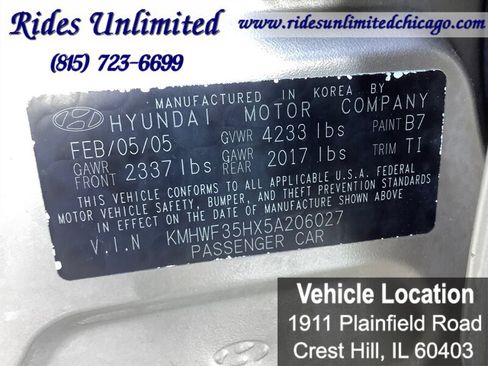 Rides Unlimited
www.ridesunlimitedchicago.com/
(815) 723-6699
MANUFACTURED IN KOREA BY
HYUNDAI MOTOR COMPANY
FEB/05/05 GVWR 4233 lbs PAINT B7
GAWR FRONT 2337 lbs GAWR REAR 2017 lbs TRIM TI
THIS VEHICLE CONFORMS TO ALL APPLICABLE U.S.A. FEDERAL
MOTOR VEHICLE SAFETY, BUMPER, AND THEFT PREVENTION STANDARDS
IN EFFECT ON THE DATE OF MANUFACTURE SHOWN ABOVE.
V.I.N KMHWF35HX5A206027
PASSENGER CAR
Vehicle Location
1911 Plainfield Road
Crest Hill, IL 60403